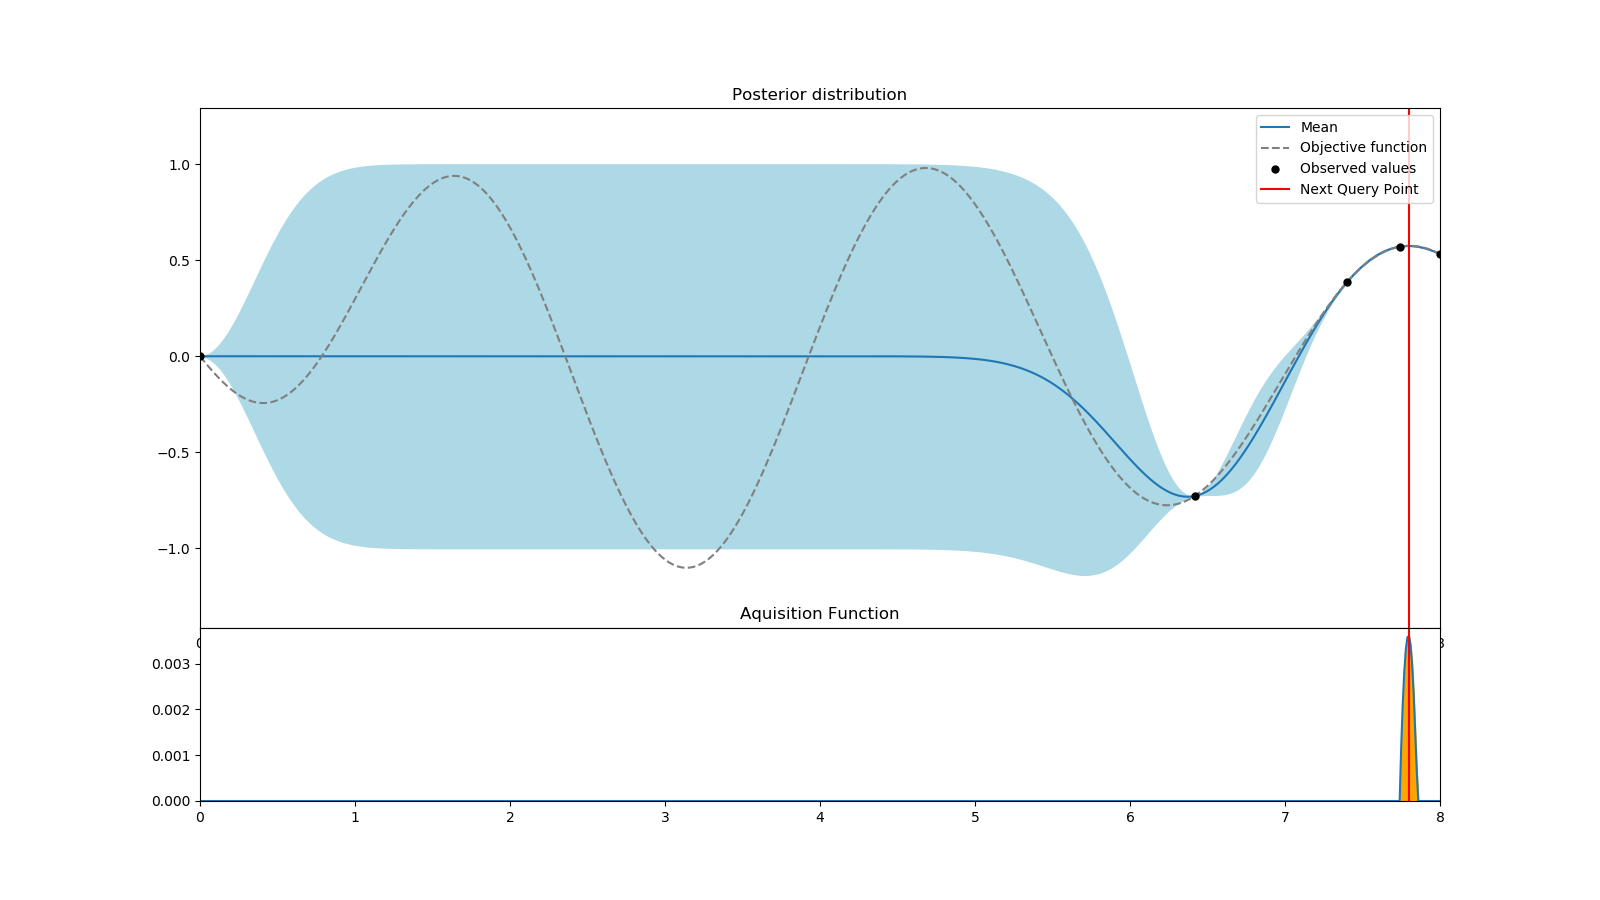 Posterior distribution
Mean
Objective function
Observed values
Next Query Point
1.0
0.5
0.0
−0.5
−1.0
Aquisition Function
0.003
0.002
0.001
0.000
0 1 2 3 4 5 6 7 8